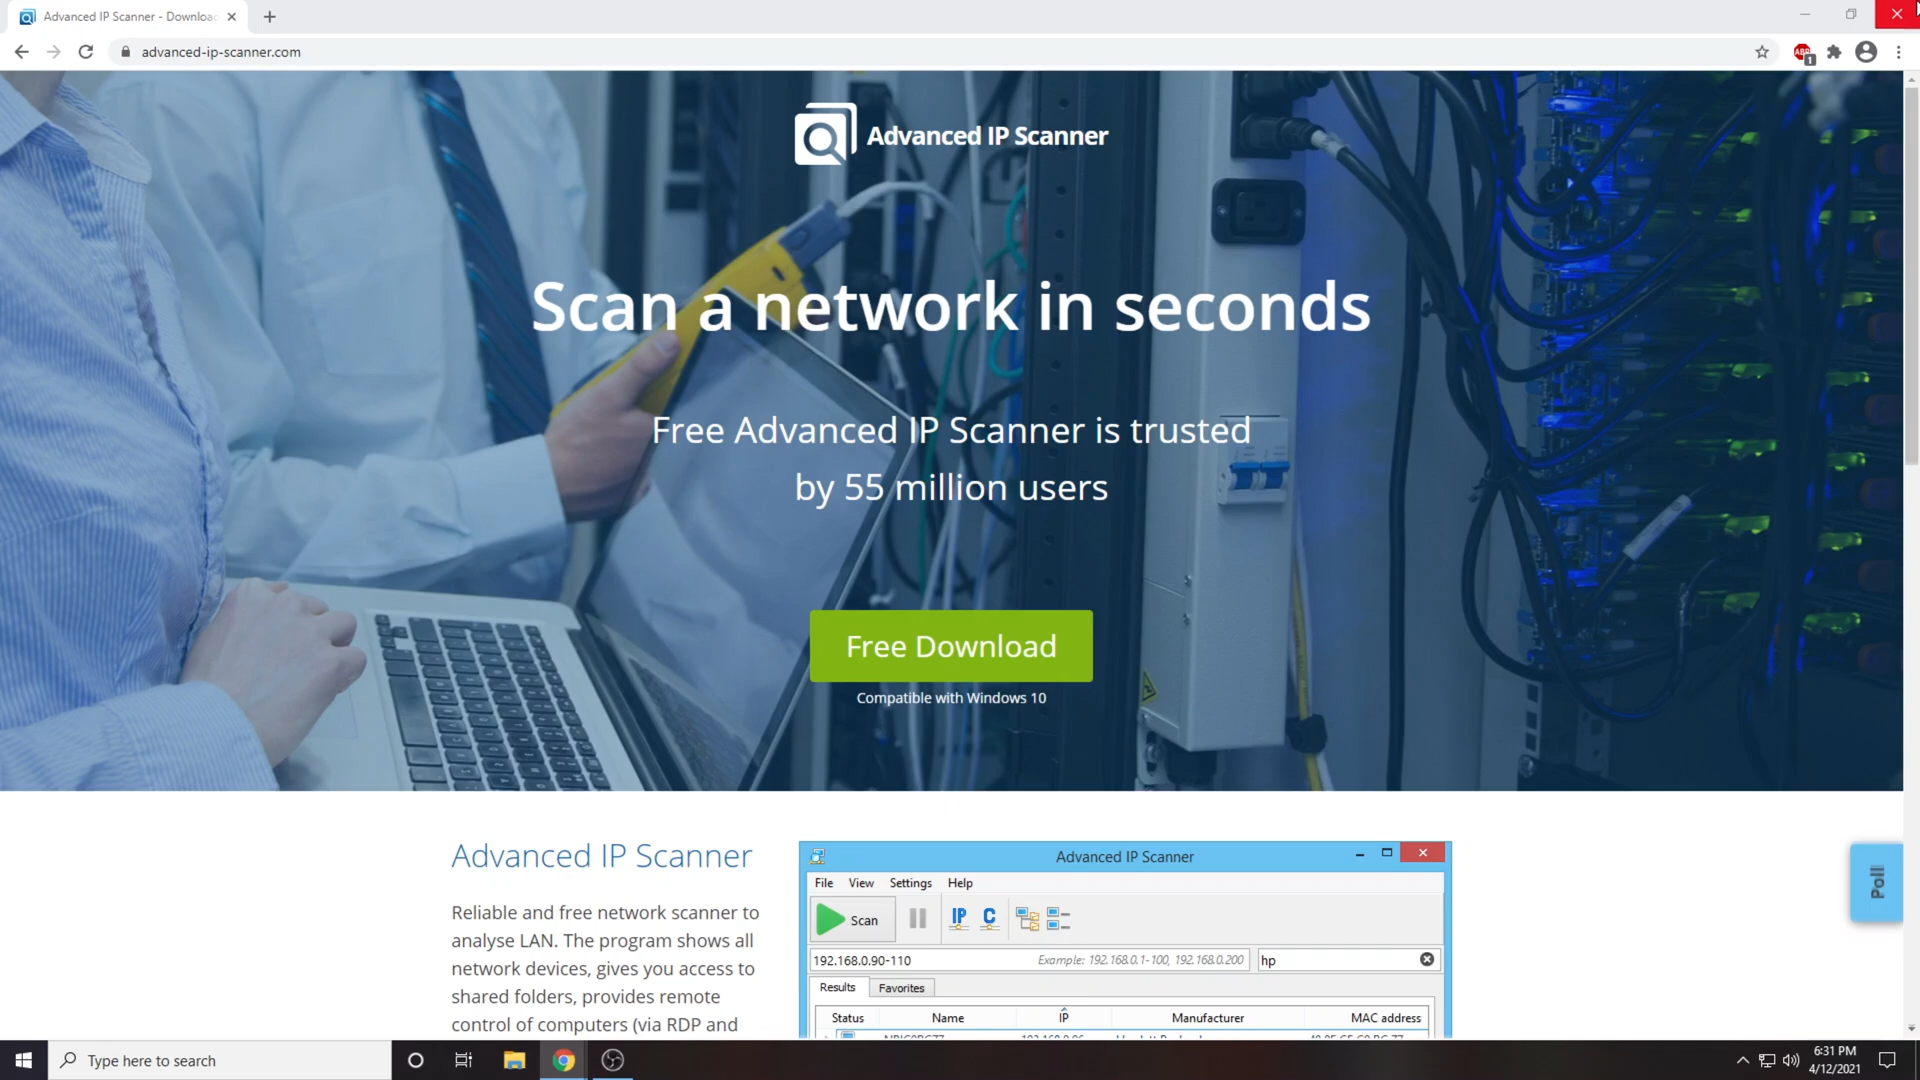 Advanced IP Scanner - Downloa
advanced-ip-scanner.com
ABP
1
Advanced IP Scanner
Scan a network in seconds
Free Advanced IP Scanner is trusted
by 55 million users
Free Download
Compatible with Windows 10
Advanced IP Scanner
Reliable and free network scanner to
analyse LAN. The program shows all
network devices, gives you access to
shared folders, provides remote
control of computers (via RDP and
Advanced IP Scanner
File View Settings Help
Scan IP C
192.168.0.90-110 Example: 192.168.0.1-100, 192.168.0.200 hp
Results Favorites
Status Name IP Manufacturer MAC address
Poll
Type here to search
6:31 PM
4/12/2021